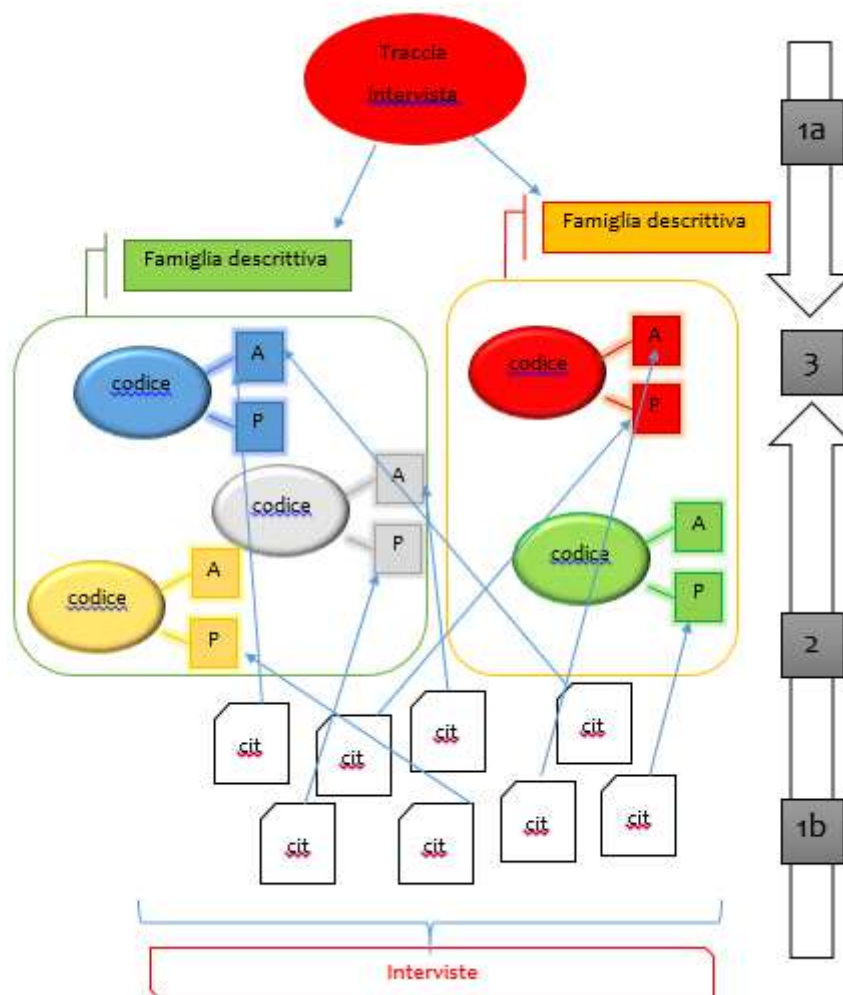 Traccia
intervista
1a
Famiglia descrittiva
Famiglia descrittiva
A
codice
P
A
codice
P
3
A
codice
P
A
codice
P
A
codice
P
2
cit
cit
cit
cit
cit
cit
cit
cit
1b
Interviste